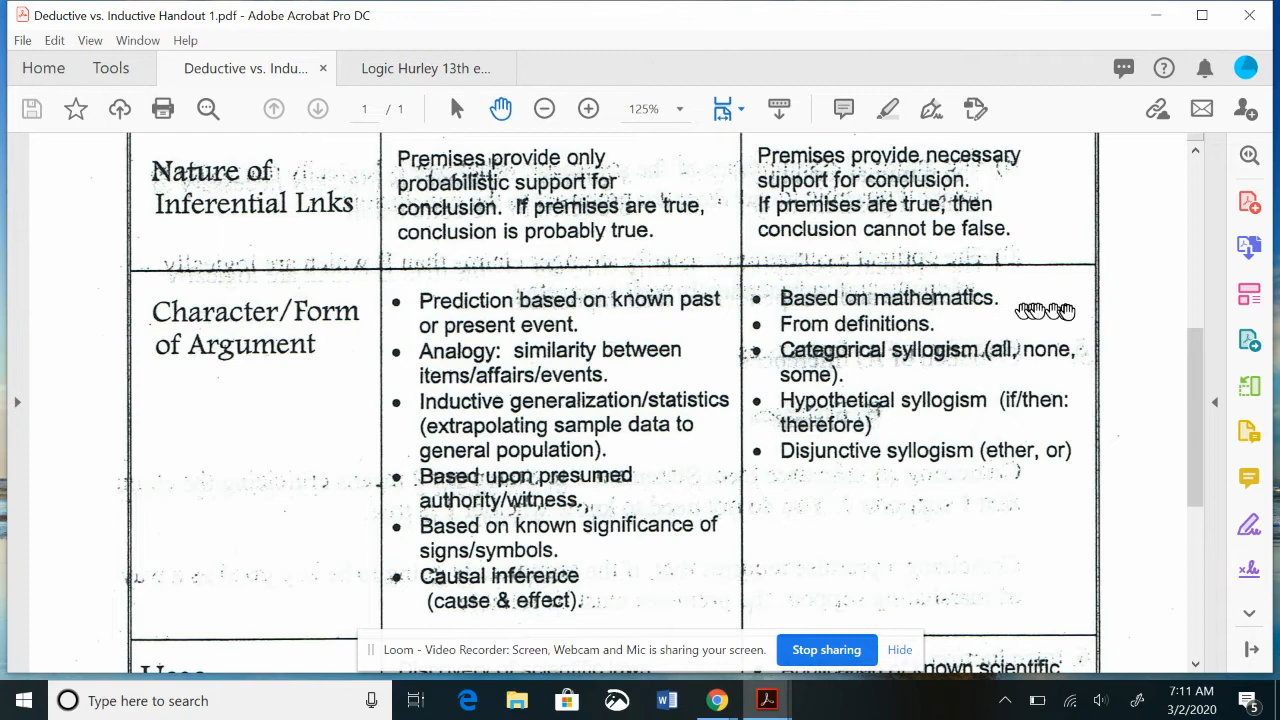 Deductive vs. Inductive Handout 1.pdf - Adobe Acrobat Pro DC
File Edit View Window Help
Home Tools Deductive vs. Indu... × Logic Hurley 13th e...
1 / 1 125%
Nature of
Inferential Lnks
Premises provide only
probabilistic support for
conclusion. If premises are true,
conclusion is probably true.
Premises provide necessary
support for conclusion.
If premises are true, then
conclusion cannot be false.
Character/Form
of Argument
• Prediction based on known past
or present event.
• Analogy: similarity between
items/affairs/events.
• Inductive generalization/statistics
(extrapolating sample data to
general population).
• Based upon presumed
authority/witness.
• Based on known significance of
signs/symbols.
• Causal inference
(cause & effect).
• Based on mathematics.
• From definitions.
• Categorical syllogism (all, none,
some).
• Hypothetical syllogism (if/then:
therefore)
• Disjunctive syllogism (ether, or)
Loom - Video Recorder: Screen, Webcam and Mic is sharing your screen. Stop sharing Hide
known scientific
Type here to search
7:11 AM
3/2/2020
5